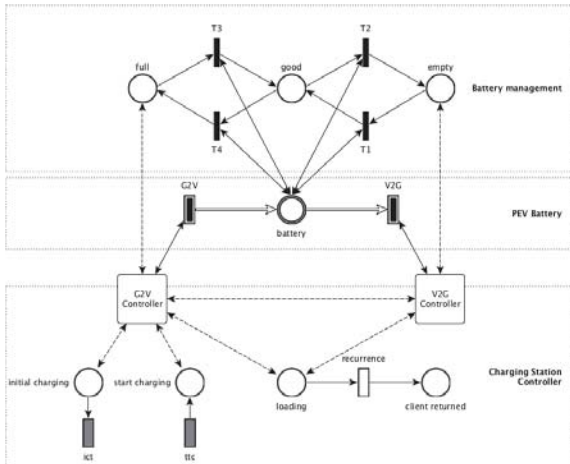 T3
T2
full
good
empty
Battery management
T4
T1
G2V
V2G
battery
PEV Battery
G2V
Controller
V2G
Controller
recurrence
initial charging
start charging
loading
client returned
Charging Station
Controller
ict
ttc